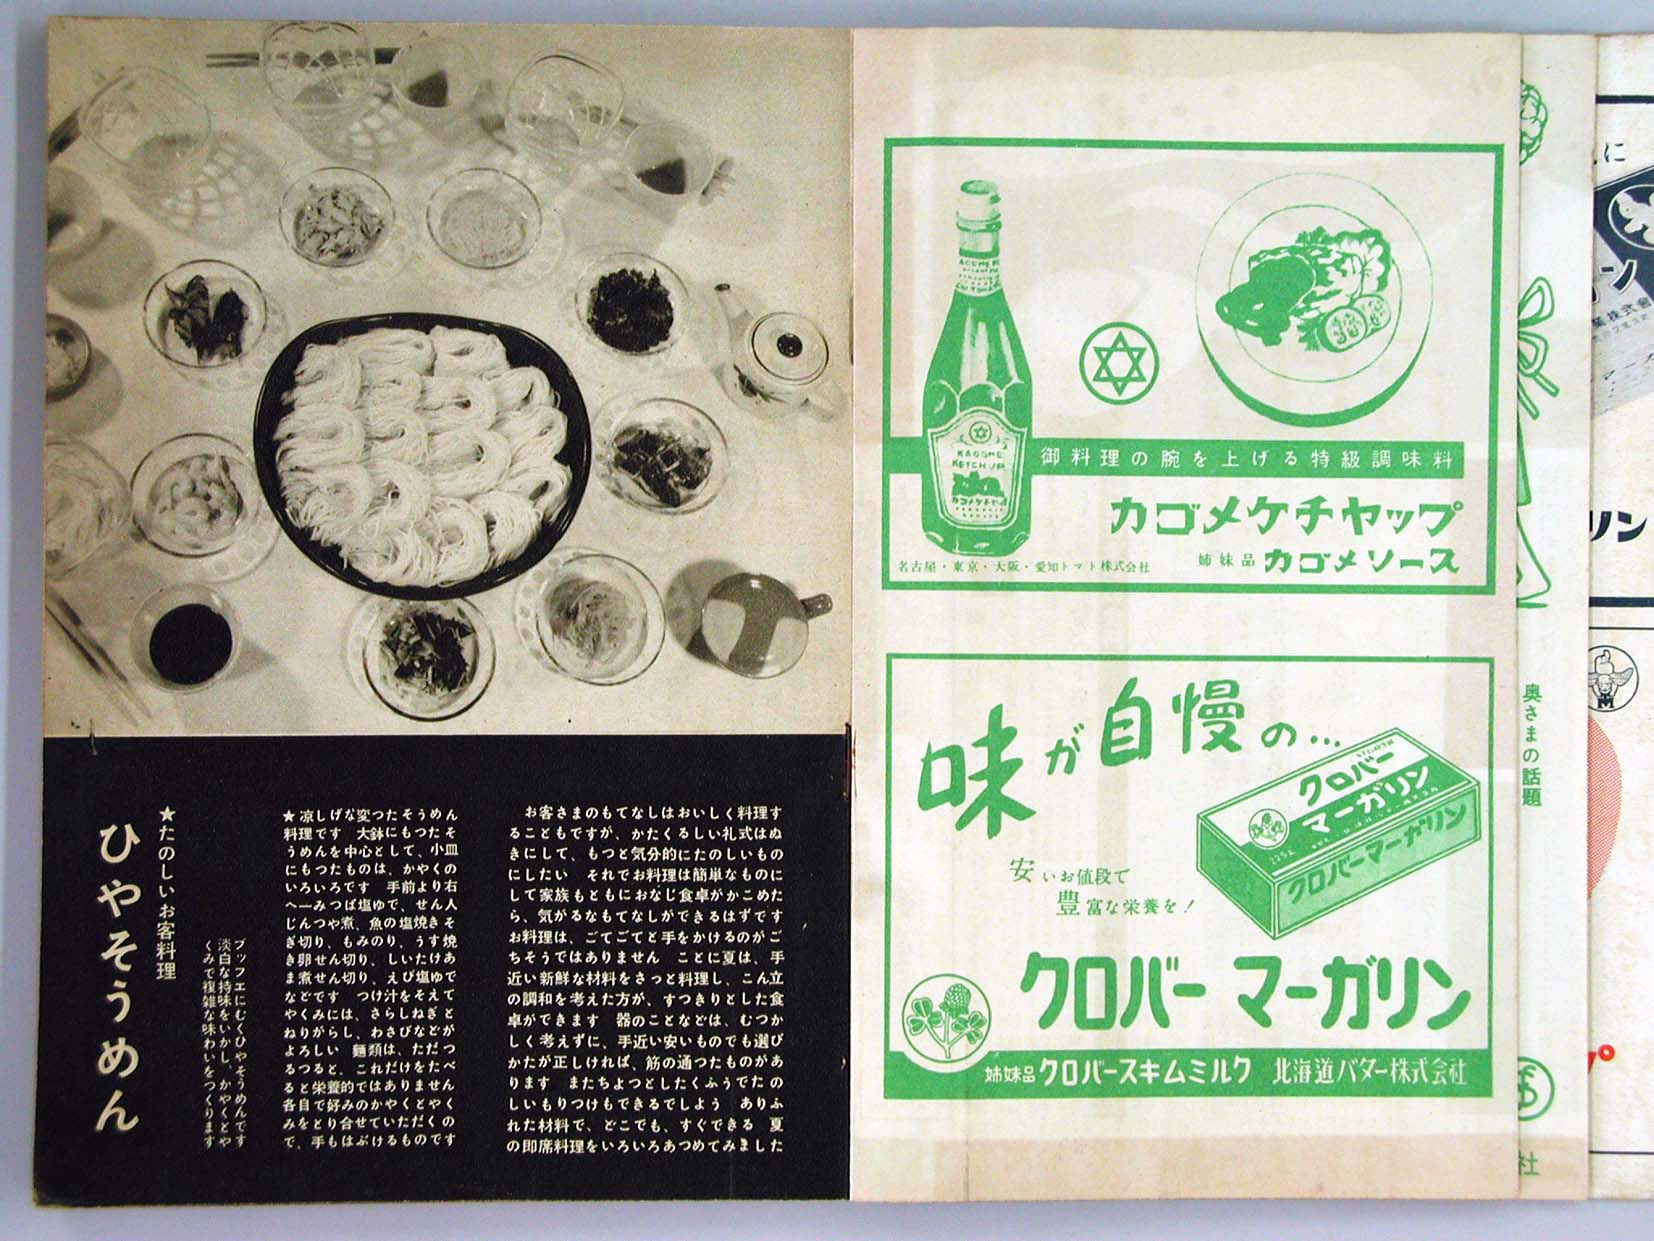 ★たのしいお客料理
ひやそうめん
ブッフエにむくひやそうめんです
淡白な持味をいかし、かやくとや
くみで複雑な味わいをつくります
★凉しげな変つたそうめん
料理です　大鉢にもつたそ
うめんを中心として、小皿
にもつたものは、かやくの
いろいろです　手前より右
へ―みつば塩ゆで、せん人
じんつや煮、魚の塩焼きそ
ぎ切り、もみのり、うす焼
き卵せん切り、しいたけあ
ま煮せん切り、えび塩ゆで
などです　つけ汁をそえて
やくみには、さらしねぎと
ねりがらし、わさびなどが
よろしい　麺類は、ただつ
るつると、これだけをたべ
ると栄養的ではありません
各自で好みのかやくとやく
みをとり合せていただくの
で、手もはぶけるものです
お客さまのもてなしはおいしく料理す
ることもですが、かたくるしい礼式はぬ
きにして、もつと気分的にたのしいもの
にしたい　それでお料理は簡単なものに
して家族もともにおなじ食卓がかこめた
ら、気がるなもてなしができるはずです
お料理は、ごてごてと手をかけるのがご
ちそうではありません　ことに夏は、手
近い新鮮な材料をさっと料理し、こん立
の調和を考えた方が、すつきりとした食
卓ができます　器のことなどは、むつか
しく考えずに、手近い安いものでも選び
かたが正しければ、筋の通つたものがあ
ります　またちよつとしたくふうでたの
しいもりつけもできるでしよう　ありふ
れた材料で、どこでも、すぐできる　夏
の即席料理をいろいろあつめてみました
KAGOME
KETCHUP
カゴメケチャップ
御料理の腕を上げる特級調味料
カゴメケチヤップ
名古屋・東京・大阪・愛知トマト株式会社
姉妹品 カゴメソース
味が自慢の…
クロバー
マーガリン
225g
クロバーマーガリン
安いお値段で
豊富な栄養を！
クロバーマーガリン
姉妹品 クロバースキムミルク 北海道バター株式会社
奥さまの話題
社
に
ーン
業株式會
リン
M
プ